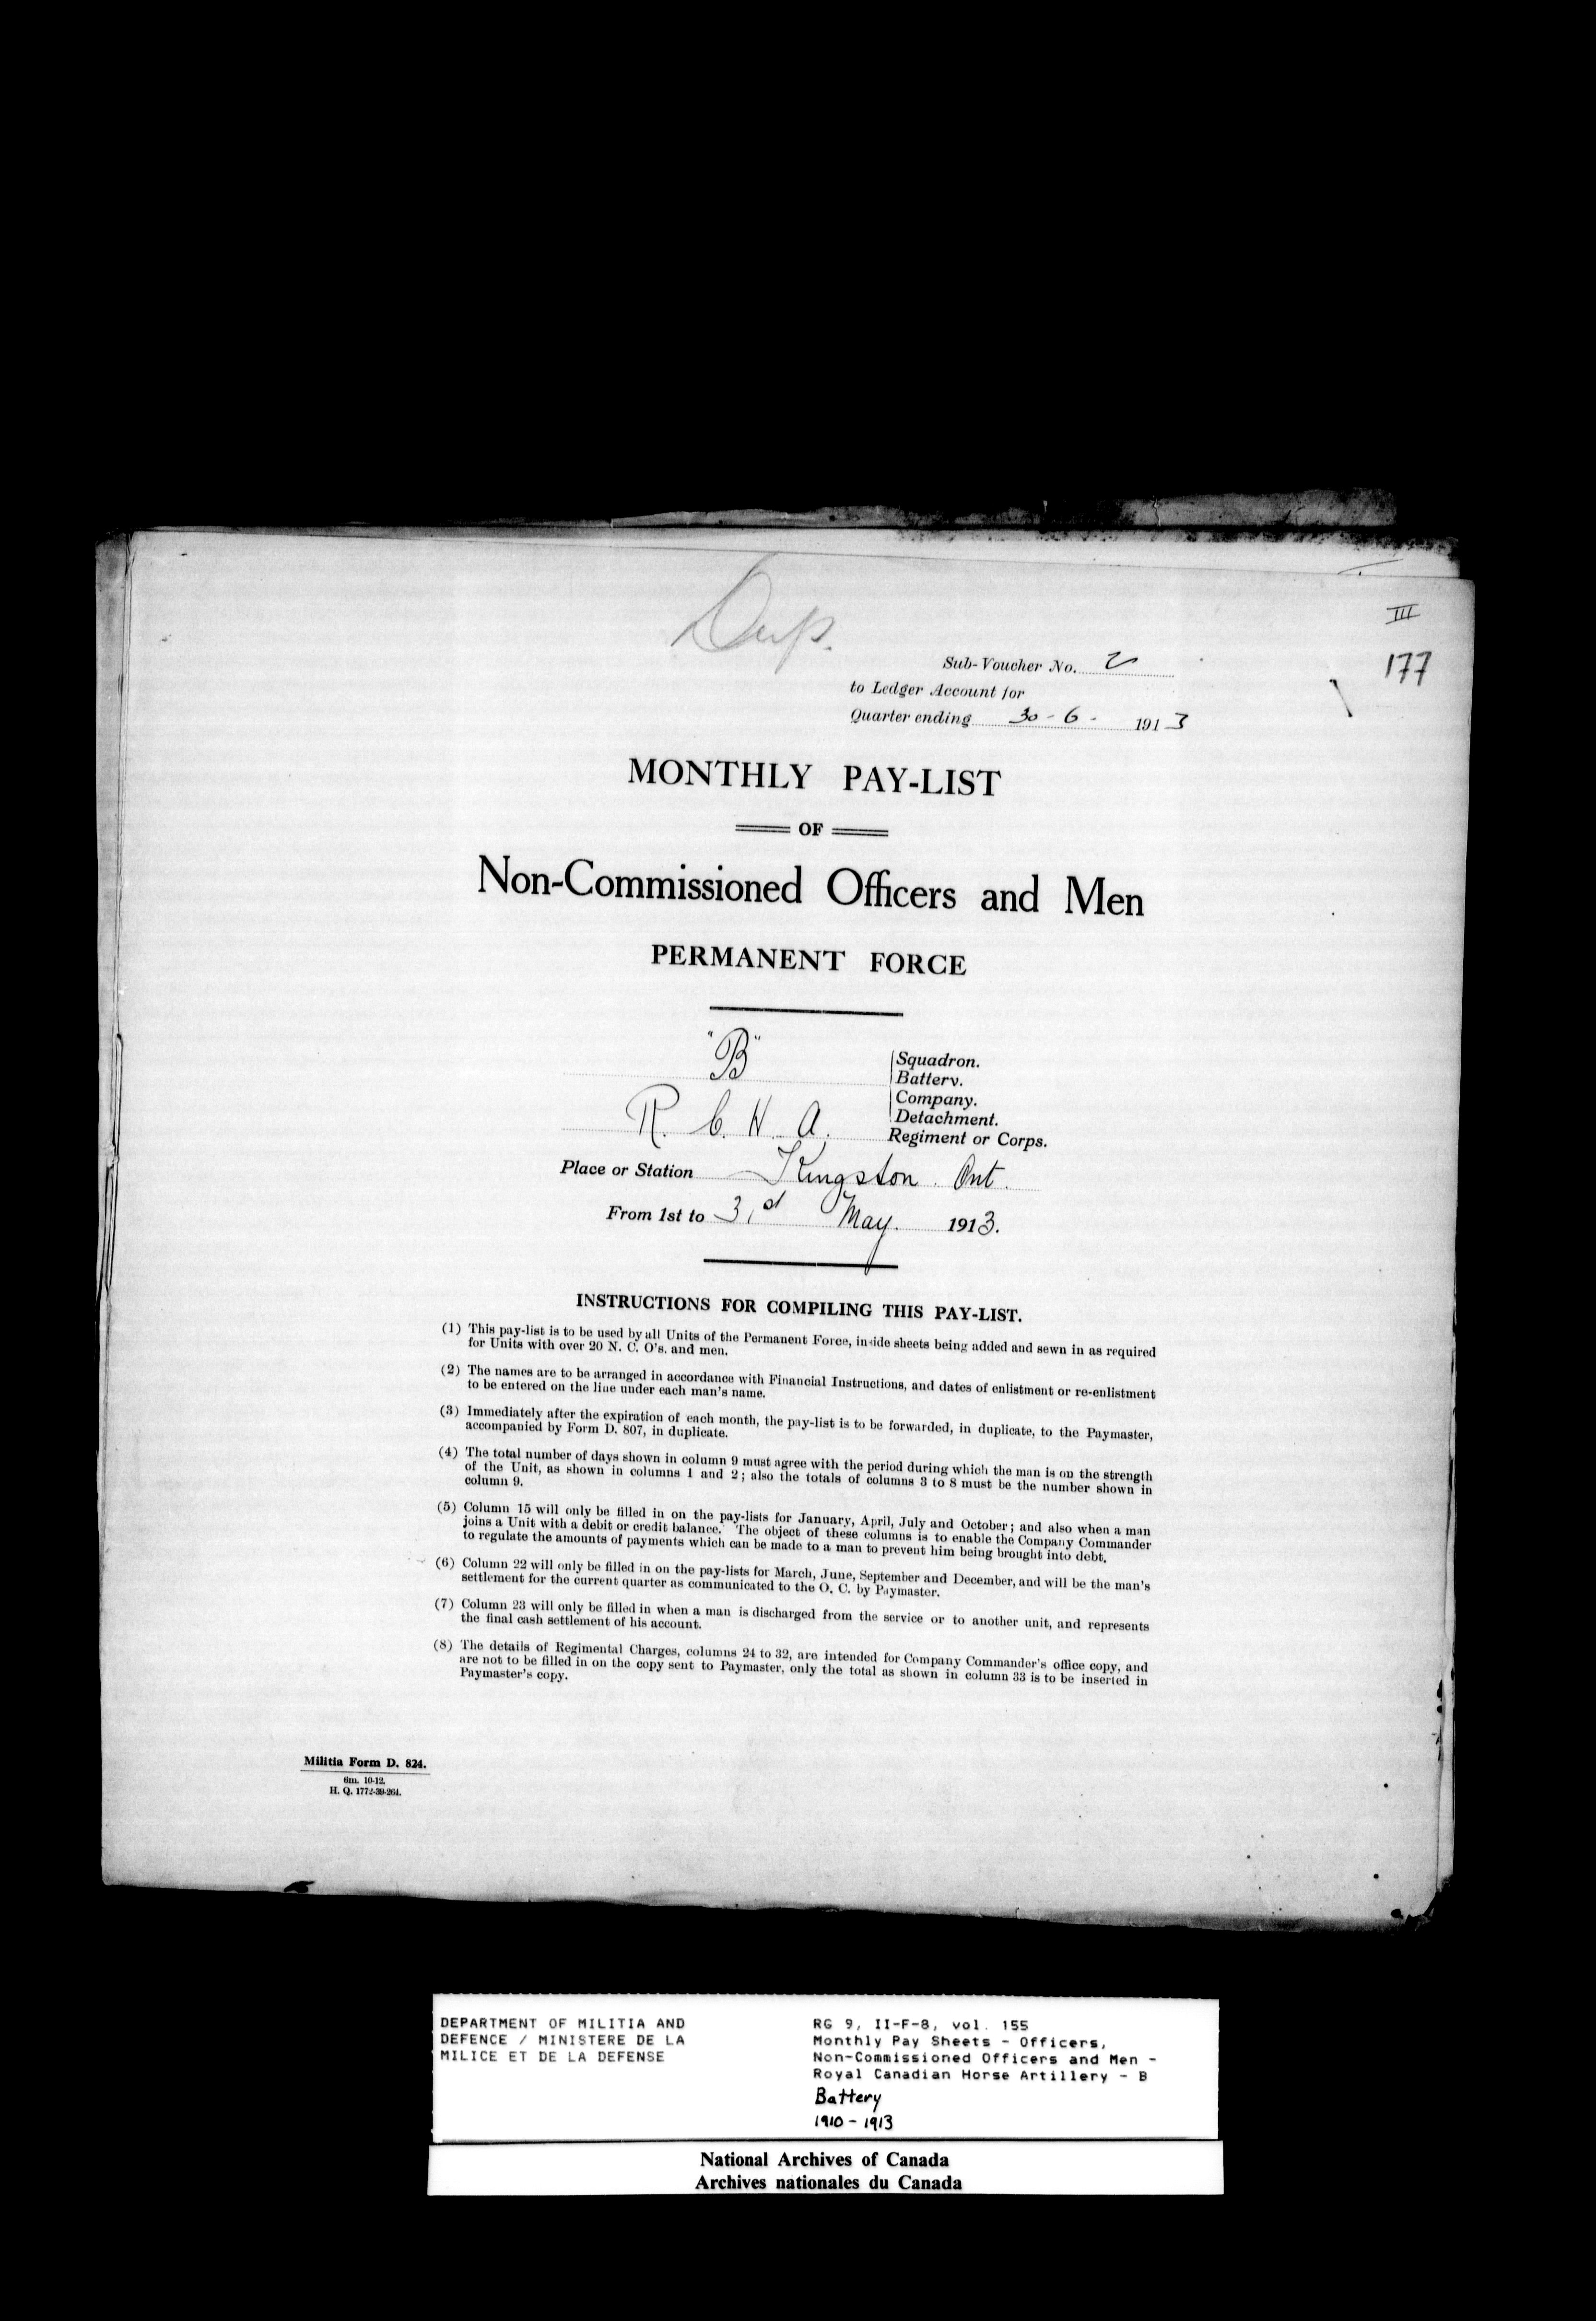 Dup.
III
177
Sub-Voucher No. 2
to Ledger Account for
Quarter ending 30-6- 1913
MONTHLY PAY-LIST
OF
Non-Commissioned Officers and Men
PERMANENT FORCE
"B"
Squadron.
Battery.
Company.
Detachment.
R. C. H. A. Regiment or Corps.
Place or Station Kingston. Ont.
From 1st to 31st May. 1913.
INSTRUCTIONS FOR COMPILING THIS PAY-LIST.
(1) This pay-list is to be used by all Units of the Permanent Force, inside sheets being added and sewn in as required
for Units with over 20 N. C. O's. and men.
(2) The names are to be arranged in accordance with Financial Instructions, and dates of enlistment or re-enlistment
to be entered on the line under each man's name.
(3) Immediately after the expiration of each month, the pay-list is to be forwarded, in duplicate, to the Paymaster,
accompanied by Form D. 807, in duplicate.
(4) The total number of days shown in column 9 must agree with the period during which the man is on the strength
of the Unit, as shown in columns 1 and 2; also the totals of columns 3 to 8 must be the number shown in
column 9.
(5) Column 15 will only be filled in on the pay-lists for January, April, July and October; and also when a man
joins a Unit with a debit or credit balance. The object of these columns is to enable the Company Commander
to regulate the amounts of payments which can be made to a man to prevent him being brought into debt.
(6) Column 22 will only be filled in on the pay-lists for March, June, September and December, and will be the man's
settlement for the current quarter as communicated to the O. C. by Paymaster.
(7) Column 23 will only be filled in when a man is discharged from the service or to another unit, and represents
the final cash settlement of his account.
(8) The details of Regimental Charges, columns 24 to 32, are intended for Company Commander's office copy, and
are not to be filled in on the copy sent to Paymaster, only the total as shown in column 33 is to be inserted in
Paymaster's copy.
Militia Form D. 824.
6m. 10-12.
H. Q. 1772-39-264.
DEPARTMENT OF MILITIA AND
DEFENCE / MINISTERE DE LA
MILICE ET DE LA DEFENSE
RG 9, II-F-8, vol. 155
Monthly Pay Sheets - Officers,
Non-Commissioned Officers and Men -
Royal Canadian Horse Artillery - B
Battery
1910-1913
National Archives of Canada
Archives nationales du Canada